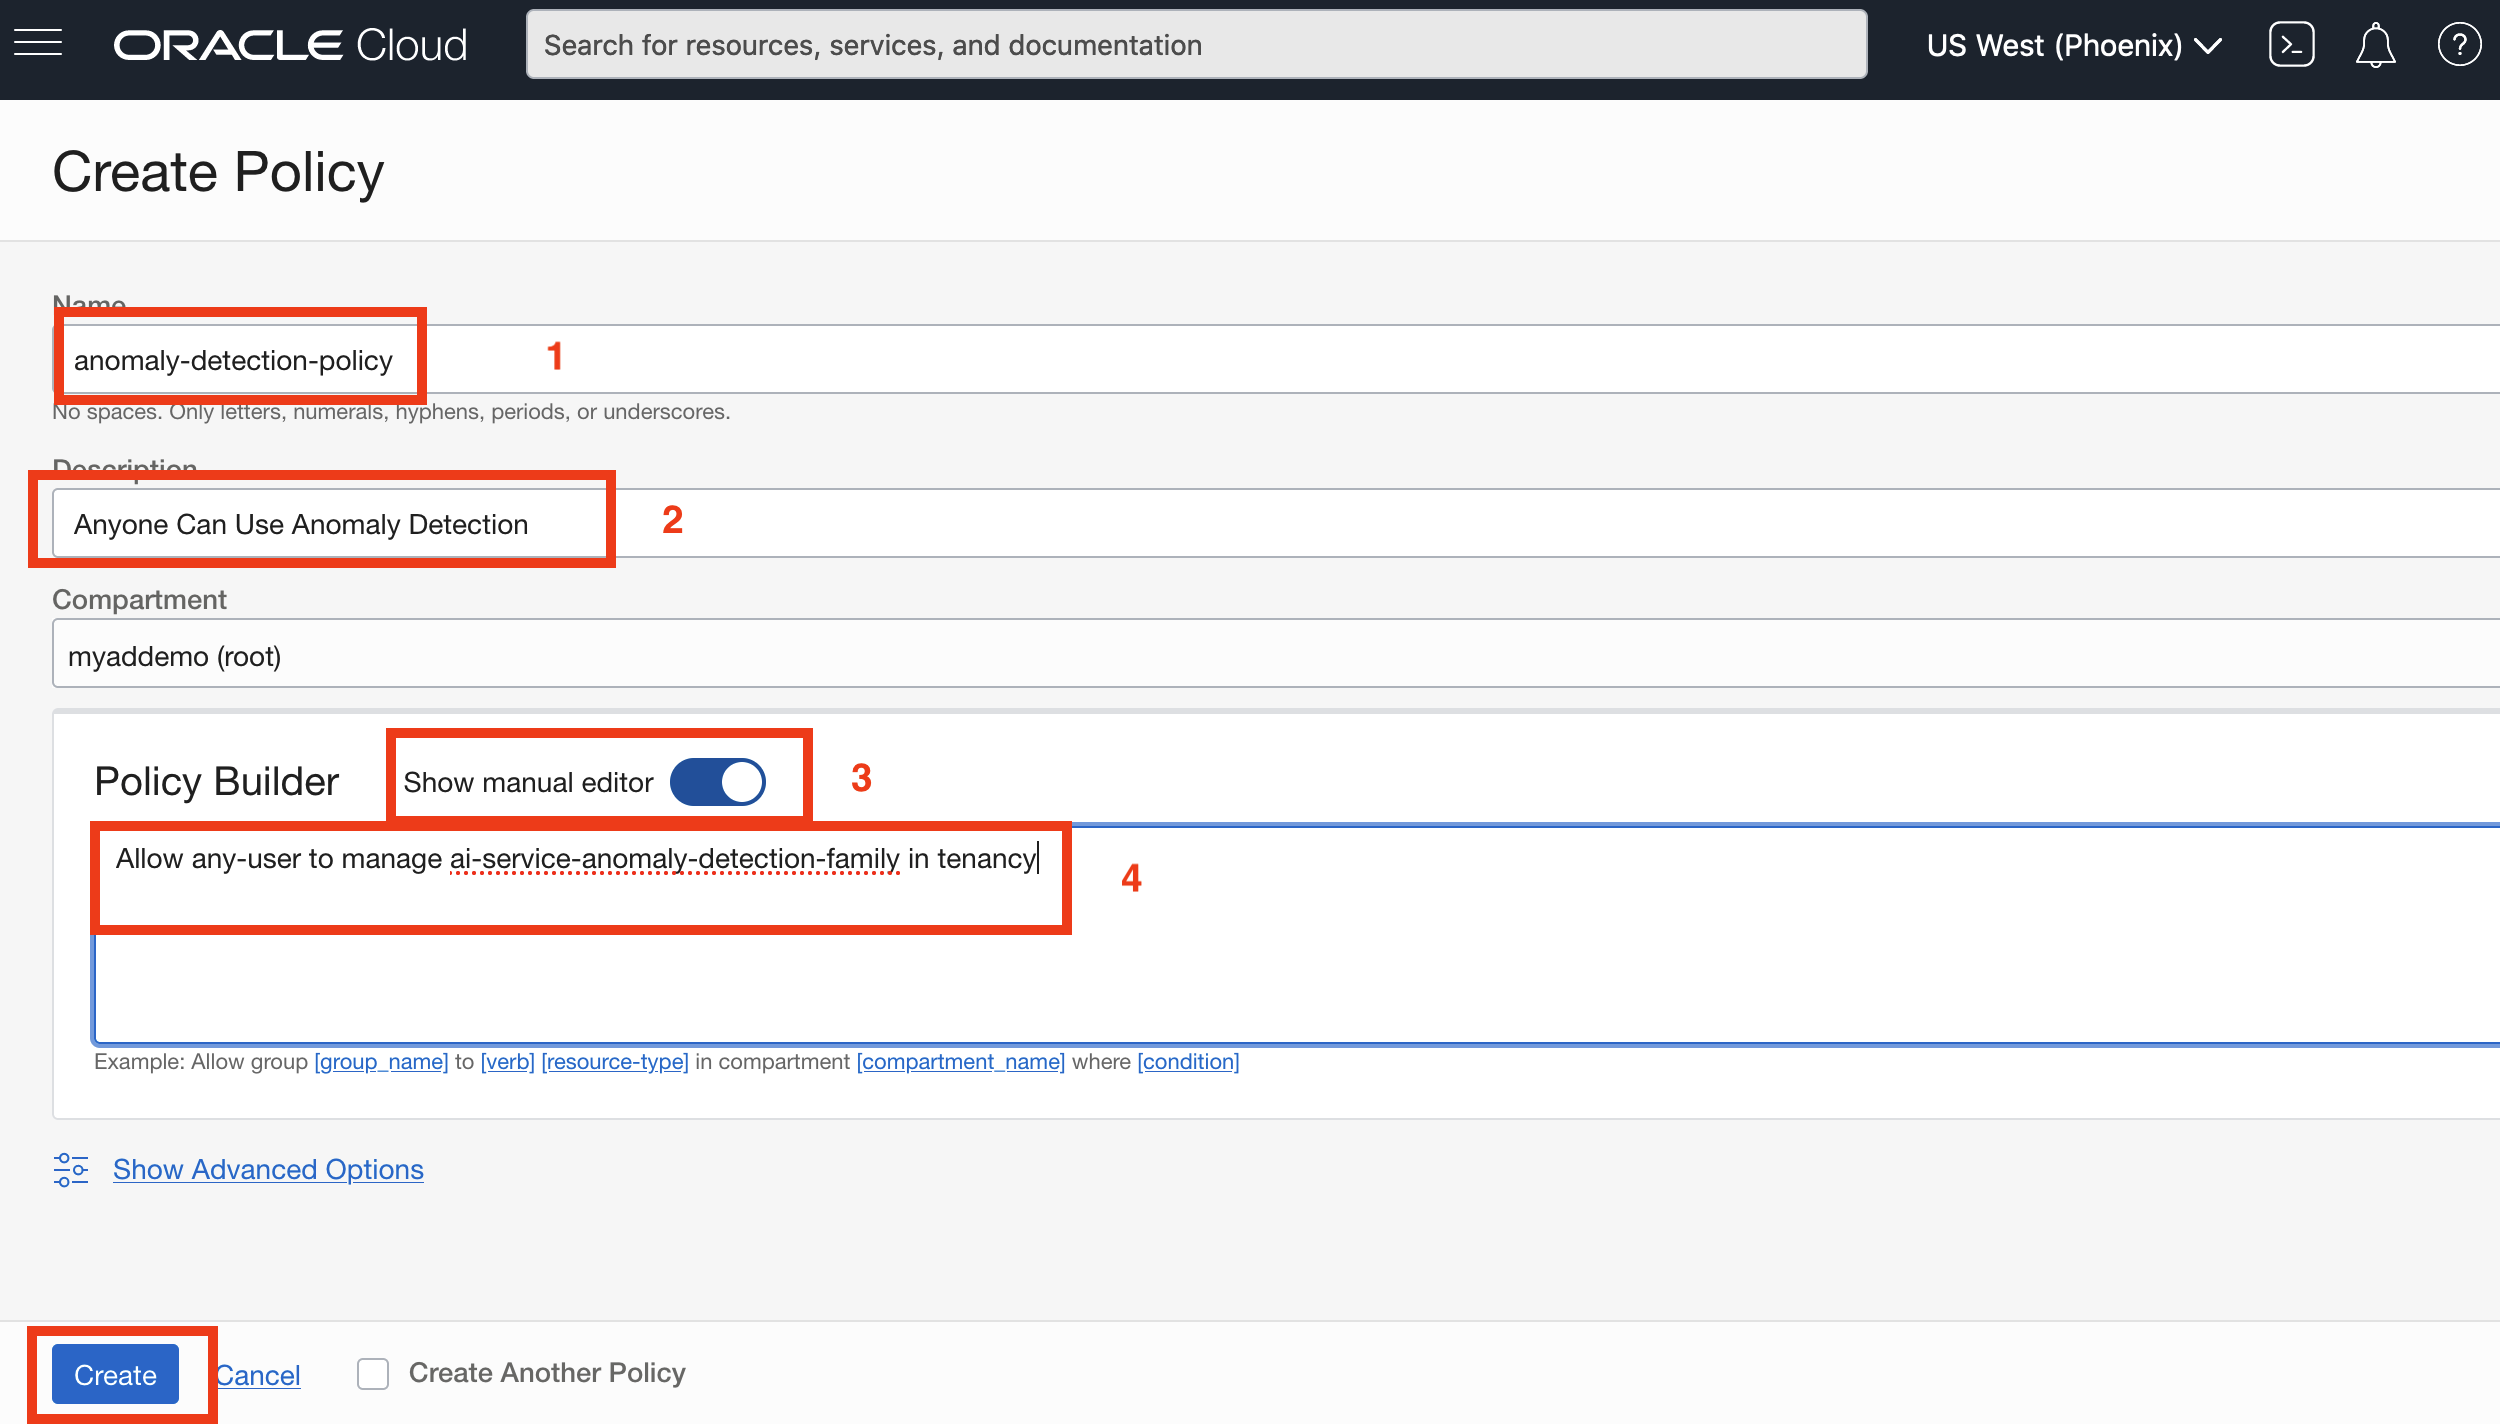 ORACLE Cloud
Search for resources, services, and documentation
US West (Phoenix)
Create Policy
Name
anomaly-detection-policy
1
No spaces. Only letters, numerals, hyphens, periods, or underscores.
Description
Anyone Can Use Anomaly Detection
2
Compartment
myaddemo (root)
Policy Builder
Show manual editor
3
Allow any-user to manage ai-service-anomaly-detection-family in tenancy
4
Example: Allow group [group_name] to [verb] [resource-type] in compartment [compartment_name] where [condition]
Show Advanced Options
Create
Cancel
Create Another Policy